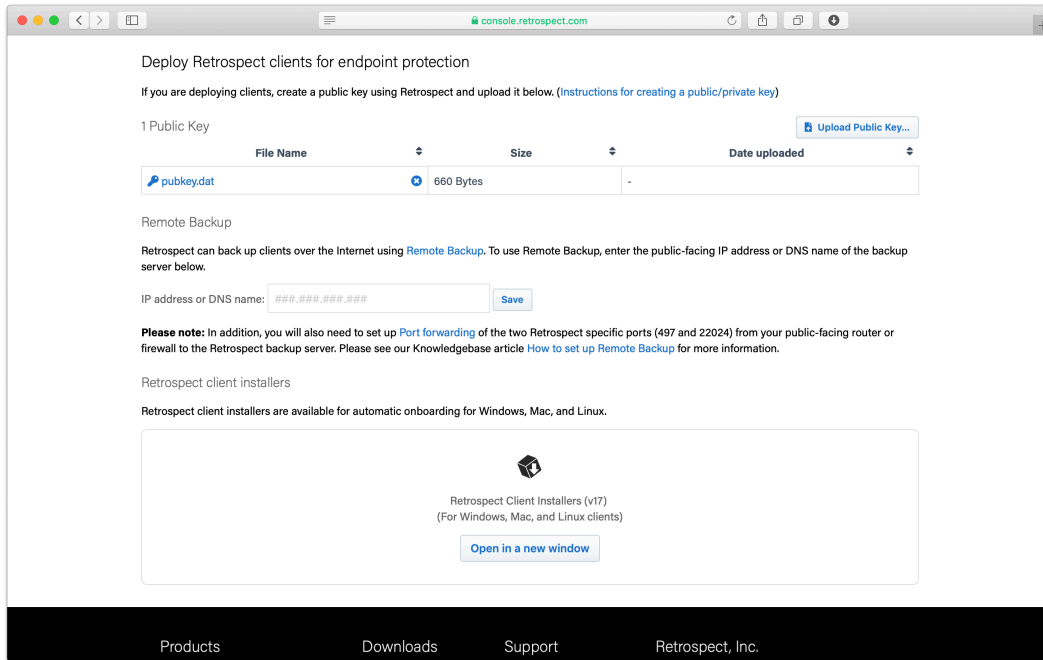 console.retrospect.com
Deploy Retrospect clients for endpoint protection
If you are deploying clients, create a public key using Retrospect and upload it below. (Instructions for creating a public/private key)
1 Public Key
Upload Public Key...
File Name
Size
Date uploaded
pubkey.dat
660 Bytes
-
Remote Backup
Retrospect can back up clients over the Internet using Remote Backup. To use Remote Backup, enter the public-facing IP address or DNS name of the backup
server below.
IP address or DNS name:
###.###.###.###
Save
Please note: In addition, you will also need to set up Port forwarding of the two Retrospect specific ports (497 and 22024) from your public-facing router or
firewall to the Retrospect backup server. Please see our Knowledgebase article How to set up Remote Backup for more information.
Retrospect client installers
Retrospect client installers are available for automatic onboarding for Windows, Mac, and Linux.
Retrospect Client Installers (v17)
(For Windows, Mac, and Linux clients)
Open in a new window
Products
Downloads
Support
Retrospect, Inc.